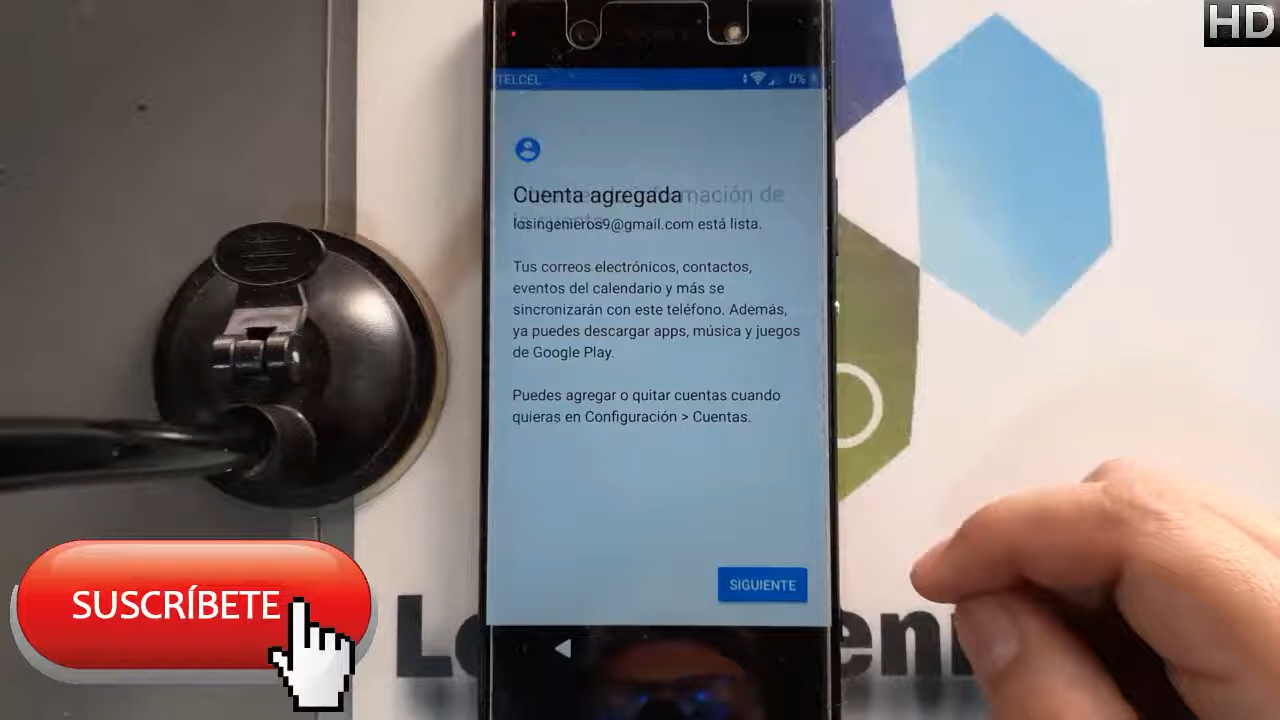 HD
TELCEL
0%
Cuenta agregada
losingenieros9@gmail.com está lista.
Tus correos electrónicos, contactos,
eventos del calendario y más se
sincronizarán con este teléfono. Además,
ya puedes descargar apps, música y juegos
de Google Play.
Puedes agregar o quitar cuentas cuando
quieras en Configuración > Cuentas.
SIGUIENTE
SUSCRÍBETE